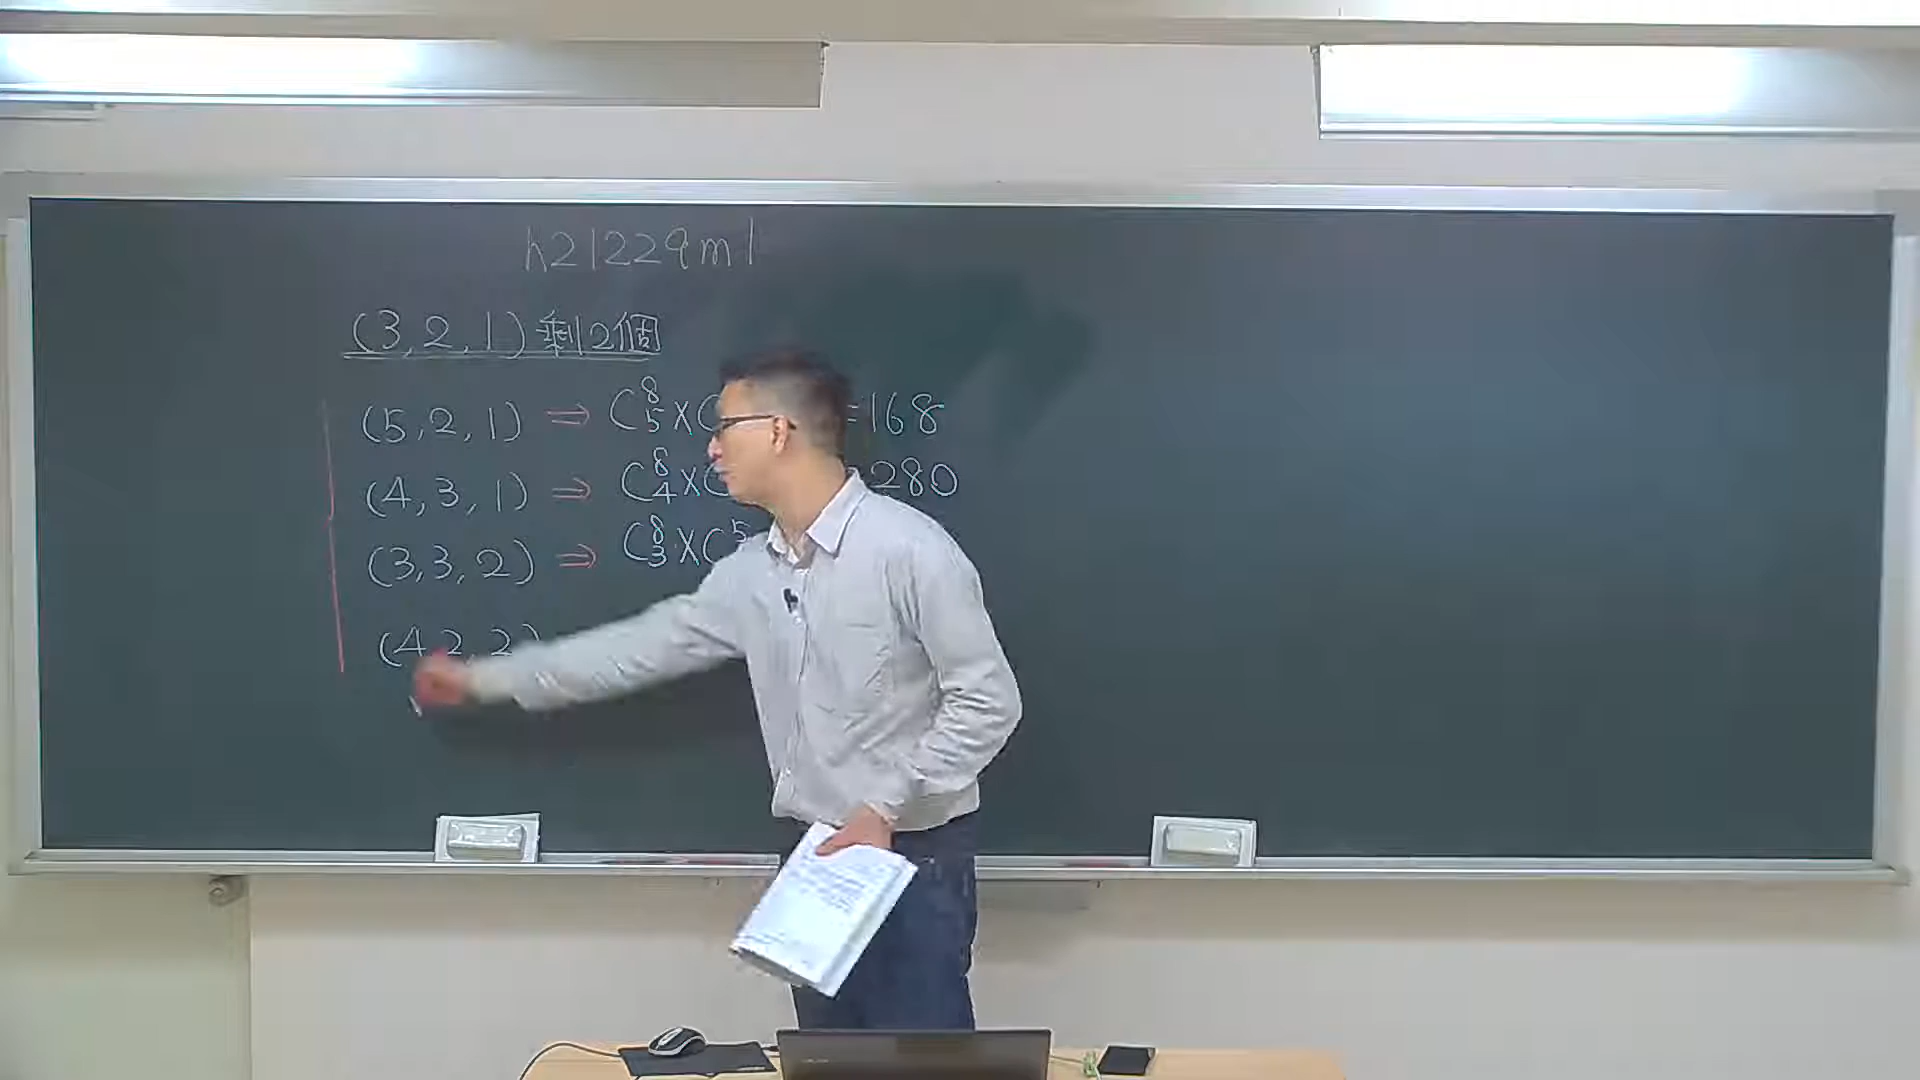 h21229m1
(3,2,1)剩2個
(5,2,1) ⇒ C⁸₅×C =168
(4,3,1) ⇒ C⁸₄×C 280
(3,3,2) ⇒ C⁸₃×C⁵
(4,2,2)